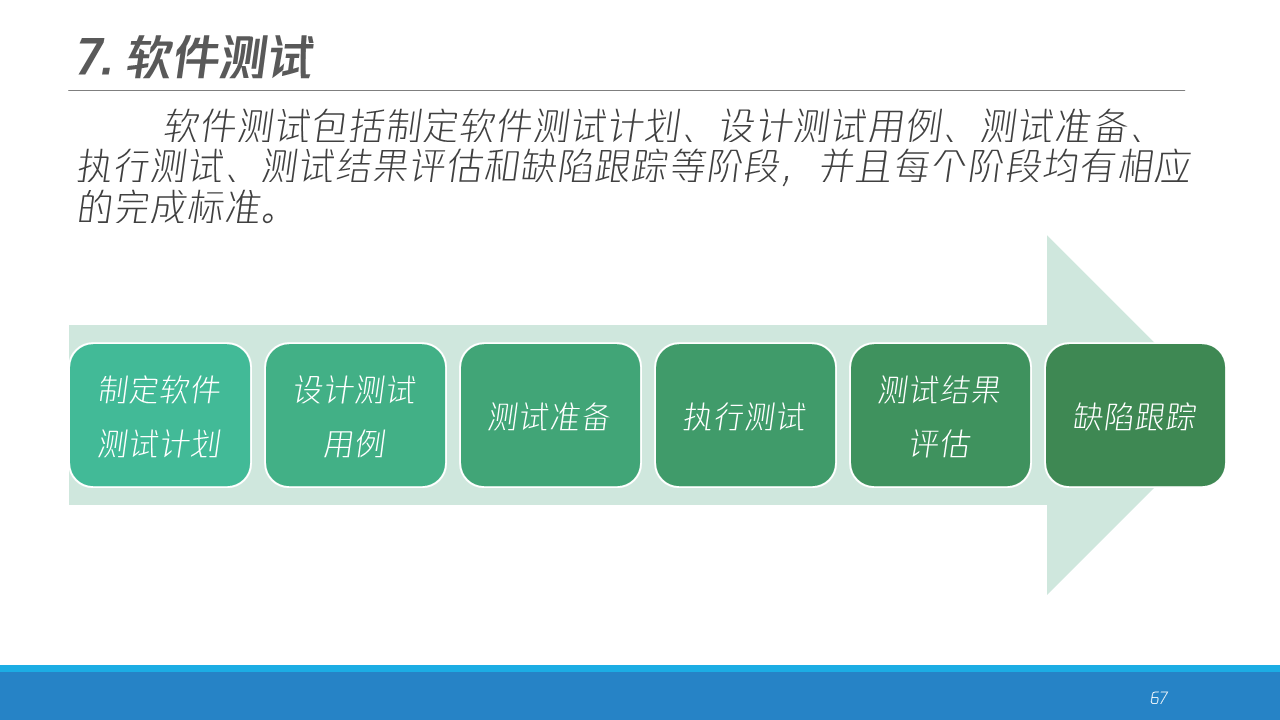 7. 软件测试
软件测试包括制定软件测试计划、设计测试用例、测试准备、
执行测试、测试结果评估和缺陷跟踪等阶段，并且每个阶段均有相应
的完成标准。
制定软件
测试计划
设计测试
用例
测试准备
执行测试
测试结果
评估
缺陷跟踪
67